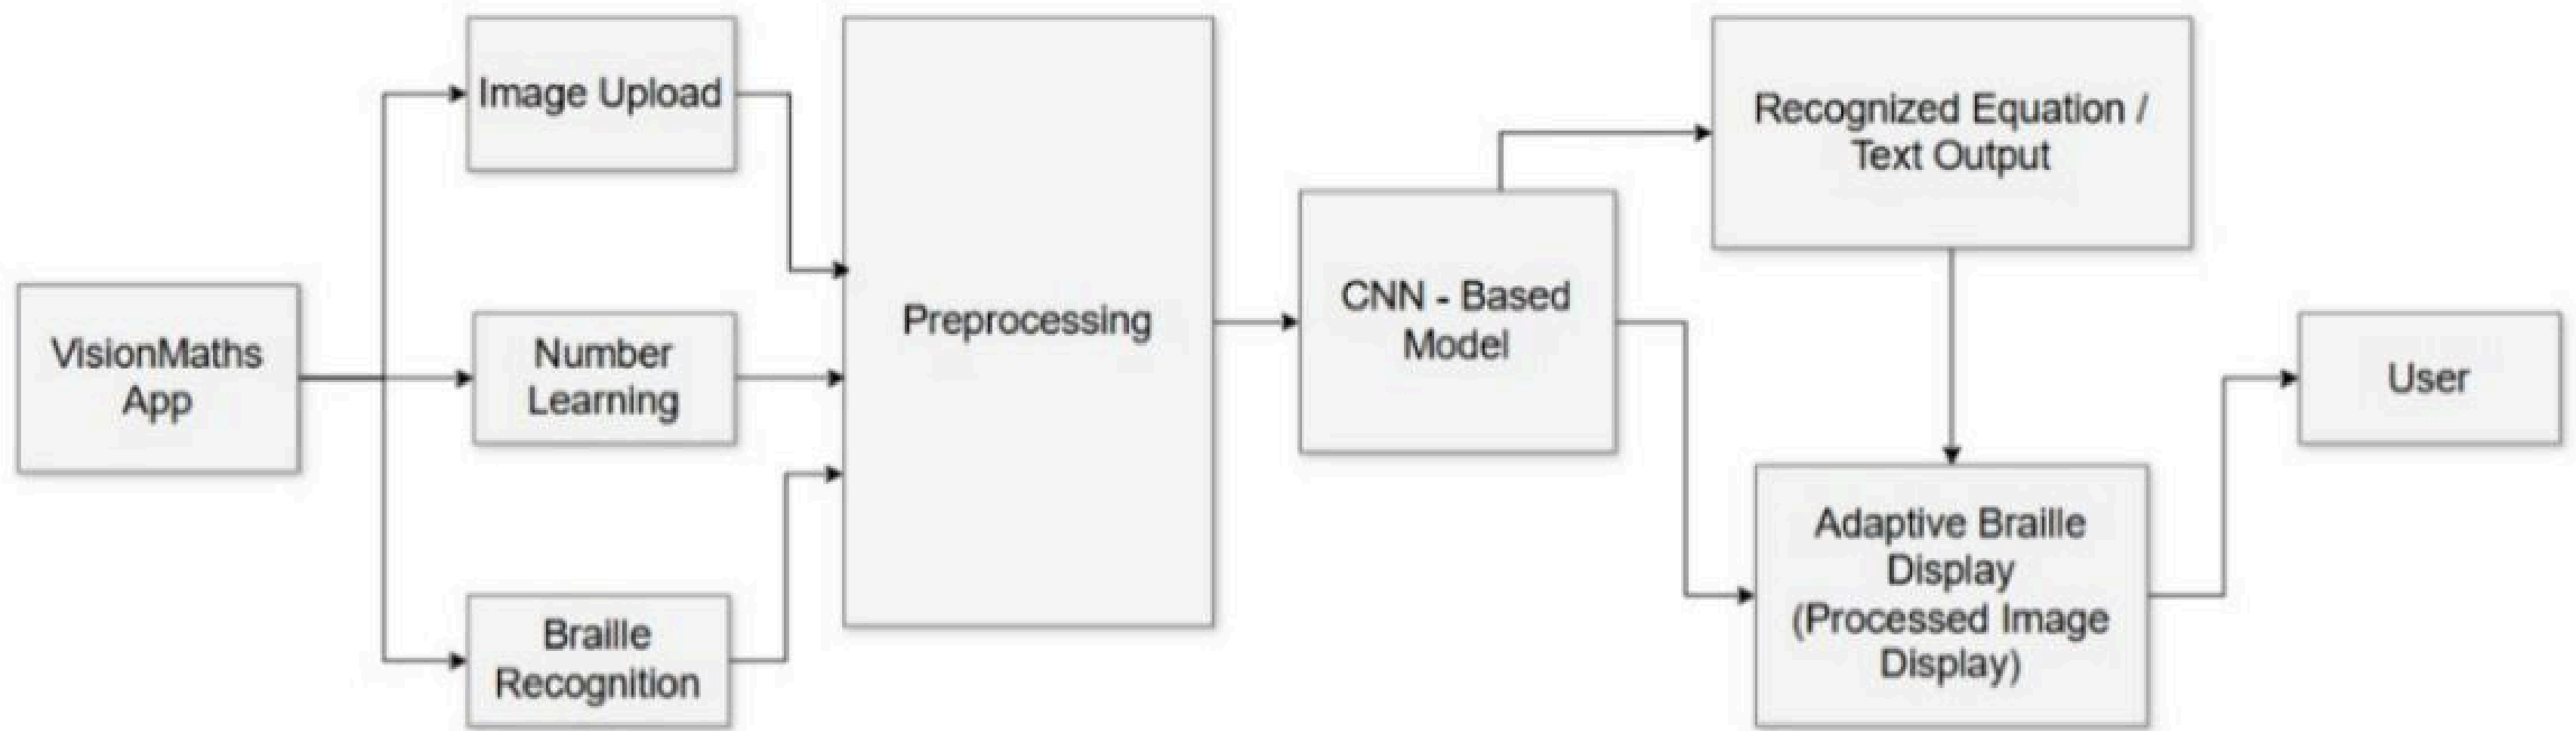 VisionMaths
App
Image Upload
Number
Learning
Braille
Recognition
Preprocessing
CNN - Based
Model
Recognized Equation /
Text Output
Adaptive Braille
Display
(Processed Image
Display)
User